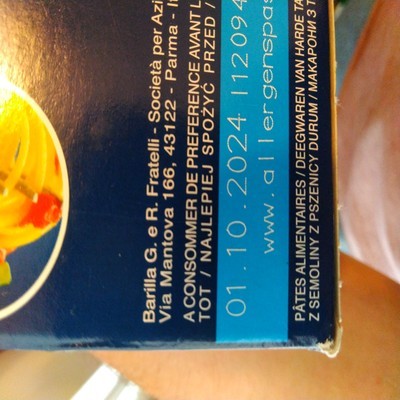 Barilla G. e R. Fratelli - Società per Azi
Via Mantova 166, 43122 - Parma - I
A CONSOMMER DE PREFERENCE AVANT L
TOT / NAJLEPIEJ SPOŻYĆ PRZED /
01.10.2024 112094
www.allergenspas
PÂTES ALIMENTAIRES / DEEGWAREN VAN HARDE TA
Z SEMOLINY Z PSZENICY DURUM / МАКАРОНИ З Т